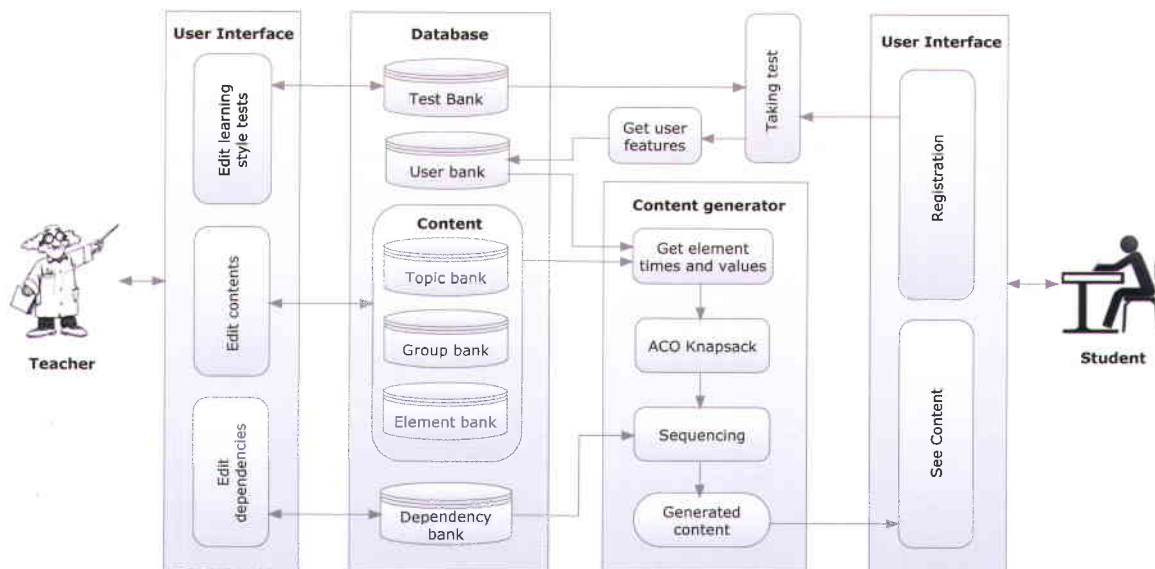 User Interface
Edit learning
style tests
Edit contents
Edit
dependencies
Teacher
Database
Test Bank
User bank
Content
Topic bank
Group bank
Element bank
Dependency
bank
Taking test
Get user
features
Content generator
Get element
times and values
ACO Knapsack
Sequencing
Generated
content
User Interface
Registration
See Content
Student